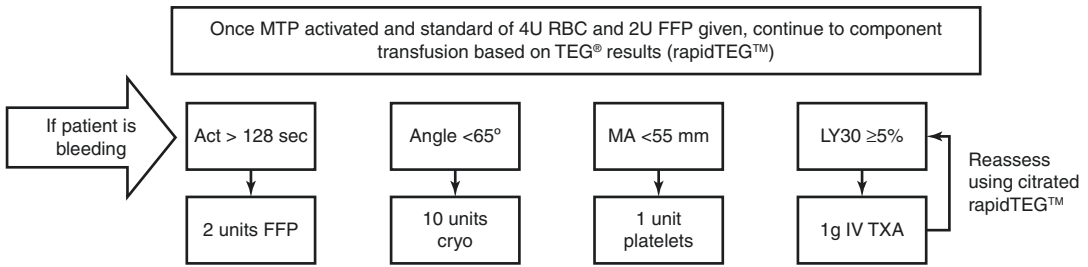 Once MTP activated and standard of 4U RBC and 2U FFP given, continue to component
transfusion based on TEG® results (rapidTEG™)
If patient is
bleeding
Act > 128 sec
Angle <65º
MA <55 mm
LY30 ≥5%
Reassess
using citrated
rapidTEG™
2 units FFP
10 units
cryo
1 unit
platelets
1g IV TXA